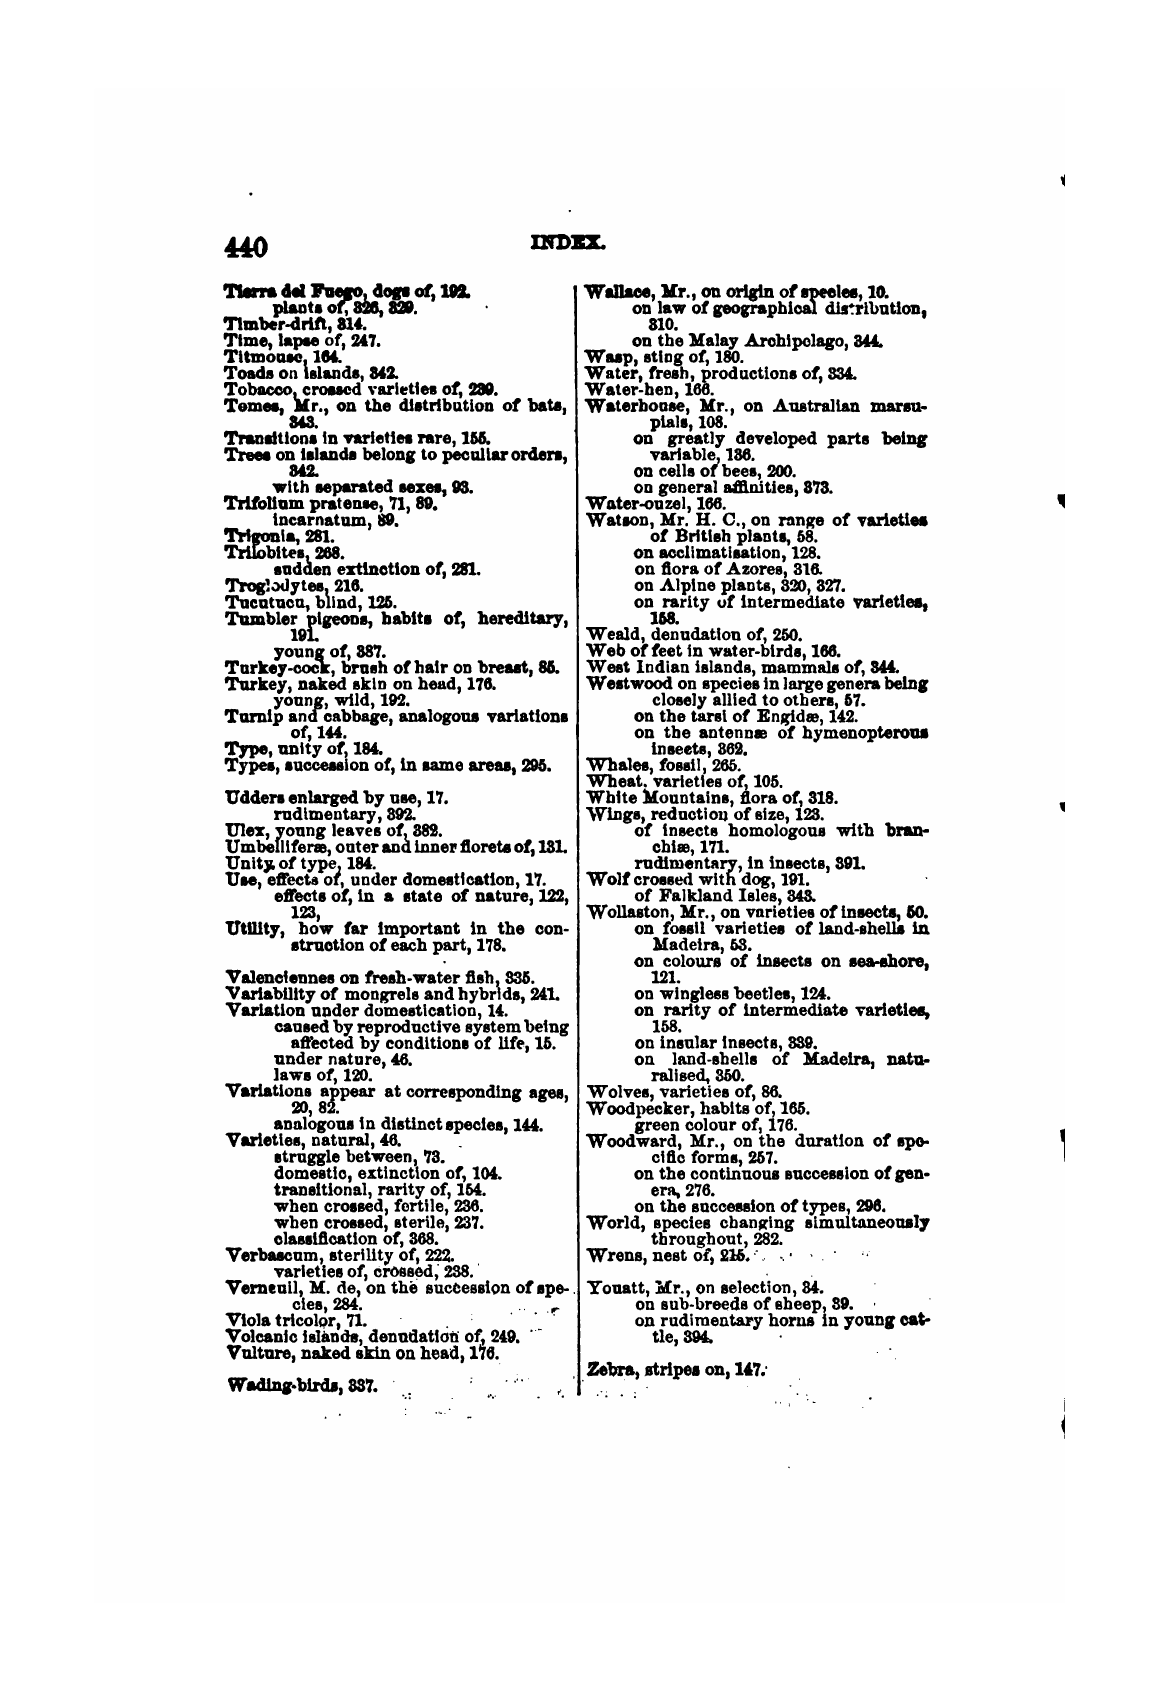 440
INDEX.
Tierra del Fuego, dogs of, 192.
plants of, 326, 329.
Timber-drift, 314.
Time, lapse of, 247.
Titmouse, 164.
Toads on islands, 342.
Tobacco, crossed varieties of, 239.
Tomes, Mr., on the distribution of bats,
343.
Transitions in varieties rare, 155.
Trees on islands belong to peculiar orders,
342.
with separated sexes, 93.
Trifolium pratense, 71, 89.
incarnatum, 89.
Trigonia, 281.
Trilobites, 268.
sudden extinction of, 281.
Troglodytes, 216.
Tucutucu, blind, 125.
Tumbler pigeons, habits of, hereditary,
191.
young of, 387.
Turkey-cock, brush of hair on breast, 85.
Turkey, naked skin on head, 176.
young, wild, 192.
Turnip and cabbage, analogous variations
of, 144.
Type, unity of, 184.
Types, succession of, in same areas, 295.
Udders enlarged by use, 17.
rudimentary, 392.
Ulex, young leaves of, 382.
Umbelliferæ, outer and inner florets of, 131.
Unity of type, 184.
Use, effects of, under domestication, 17.
effects of, in a state of nature, 122,
123,
Utility, how far important in the con-
struction of each part, 178.
Valenciennes on fresh-water fish, 335.
Variability of mongrels and hybrids, 241.
Variation under domestication, 14.
caused by reproductive system being
affected by conditions of life, 15.
under nature, 46.
laws of, 120.
Variations appear at corresponding ages,
20, 82.
analogous in distinct species, 144.
Varieties, natural, 46.
struggle between, 73.
domestic, extinction of, 104.
transitional, rarity of, 154.
when crossed, fertile, 236.
when crossed, sterile, 237.
classification of, 368.
Verbascum, sterility of, 222.
varieties of, crossed, 238.
Verneuil, M. de, on the succession of spe-
cies, 284.
Viola tricolor, 71.
Volcanic islands, denudation of, 249.
Vulture, naked skin on head, 176.
Wading-birds, 337.
Wallace, Mr., on origin of species, 10.
on law of geographical distribution,
310.
on the Malay Archipelago, 344.
Wasp, sting of, 180.
Water, fresh, productions of, 334.
Water-hen, 166.
Waterhouse, Mr., on Australian marsu-
pials, 108.
on greatly developed parts being
variable, 136.
on cells of bees, 200.
on general affinities, 373.
Water-ouzel, 166.
Watson, Mr. H. C., on range of varieties
of British plants, 58.
on acclimatisation, 128.
on flora of Azores, 316.
on Alpine plants, 320, 327.
on rarity of intermediate varieties,
158.
Weald, denudation of, 250.
Web of feet in water-birds, 166.
West Indian islands, mammals of, 344.
Westwood on species in large genera being
closely allied to others, 57.
on the tarsi of Engidæ, 142.
on the antennæ of hymenopterous
insects, 362.
Whales, fossil, 265.
Wheat, varieties of, 105.
White Mountains, flora of, 318.
Wings, reduction of size, 123.
of insects homologous with bran-
chiæ, 171.
rudimentary, in insects, 391.
Wolf crossed with dog, 191.
of Falkland Isles, 343.
Wollaston, Mr., on varieties of insects, 50.
on fossil varieties of land-shells in
Madeira, 53.
on colours of insects on sea-shore,
121.
on wingless beetles, 124.
on rarity of intermediate varieties,
158.
on insular insects, 339.
on land-shells of Madeira, natu-
ralised, 350.
Wolves, varieties of, 86.
Woodpecker, habits of, 165.
green colour of, 176.
Woodward, Mr., on the duration of spe-
cific forms, 257.
on the continuous succession of gen-
era, 276.
on the succession of types, 296.
World, species changing simultaneously
throughout, 282.
Wrens, nest of, 215.
Youatt, Mr., on selection, 34.
on sub-breeds of sheep, 39.
on rudimentary horns in young cat-
tle, 394.
Zebra, stripes on, 147.